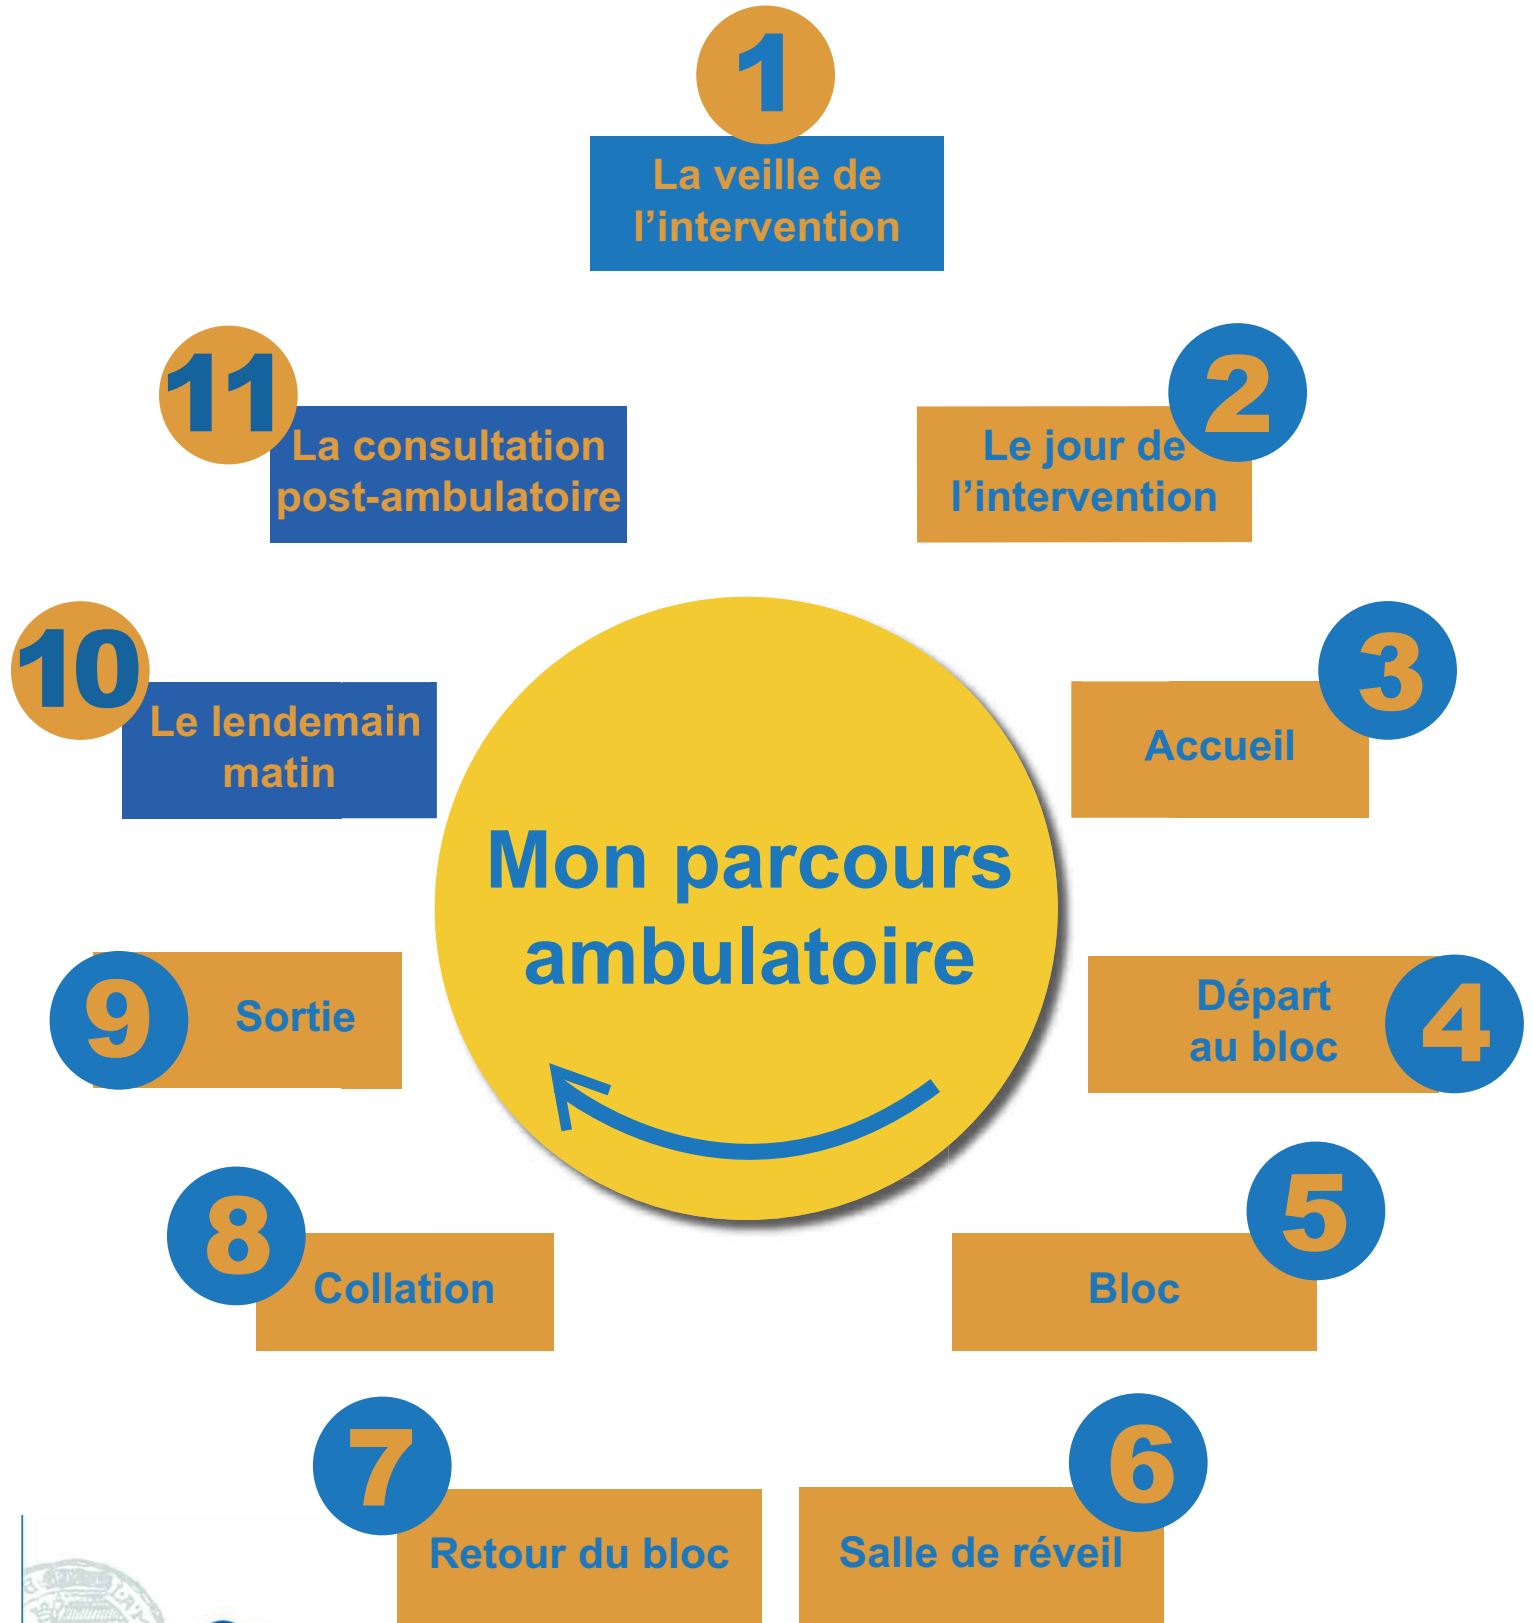 1
La veille de
l’intervention
2
Le jour de
l’intervention
3
Accueil
4
Départ
au bloc
5
Bloc
6
Salle de réveil
7
Retour du bloc
8
Collation
9
Sortie
10
Le lendemain
matin
11
La consultation
post-ambulatoire
Mon parcours
ambulatoire